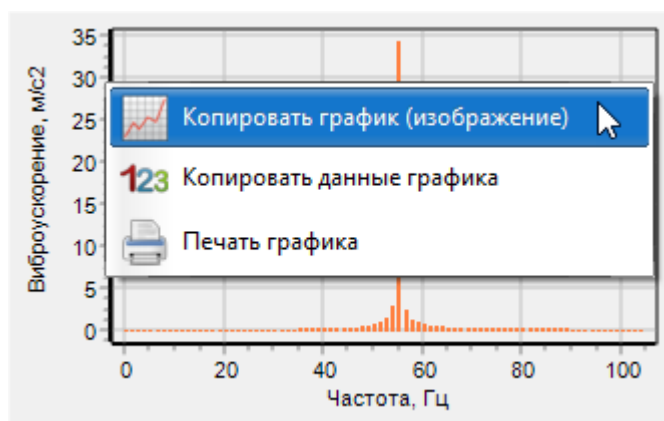 35
30
25
20
15
10
5
0
Виброускорение, м/с2
Копировать график (изображение)
123 Копировать данные графика
Печать графика
0 20 40 60 80 100
Частота, Гц